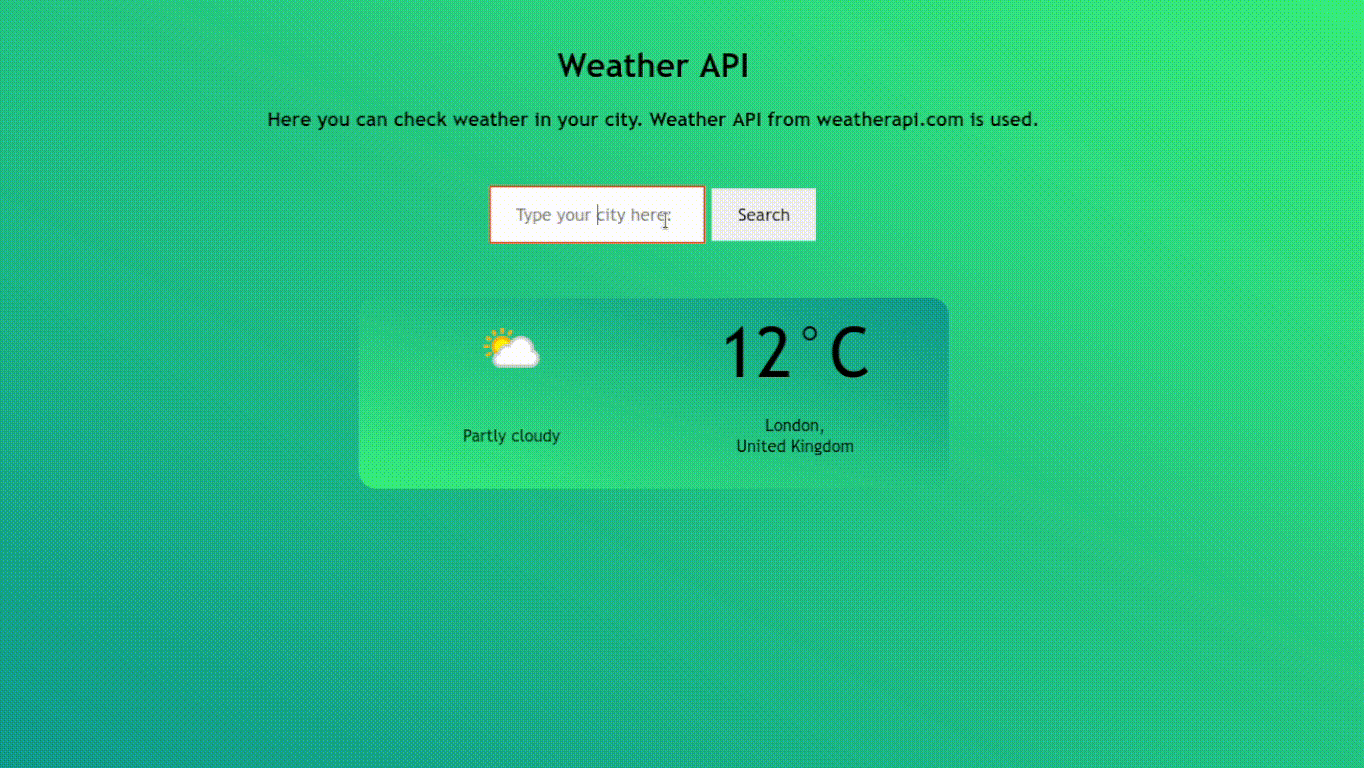 Weather API
Here you can check weather in your city. Weather API from weatherapi.com is used.
Type your city here:
Search
12°C
Partly cloudy
London,
United Kingdom